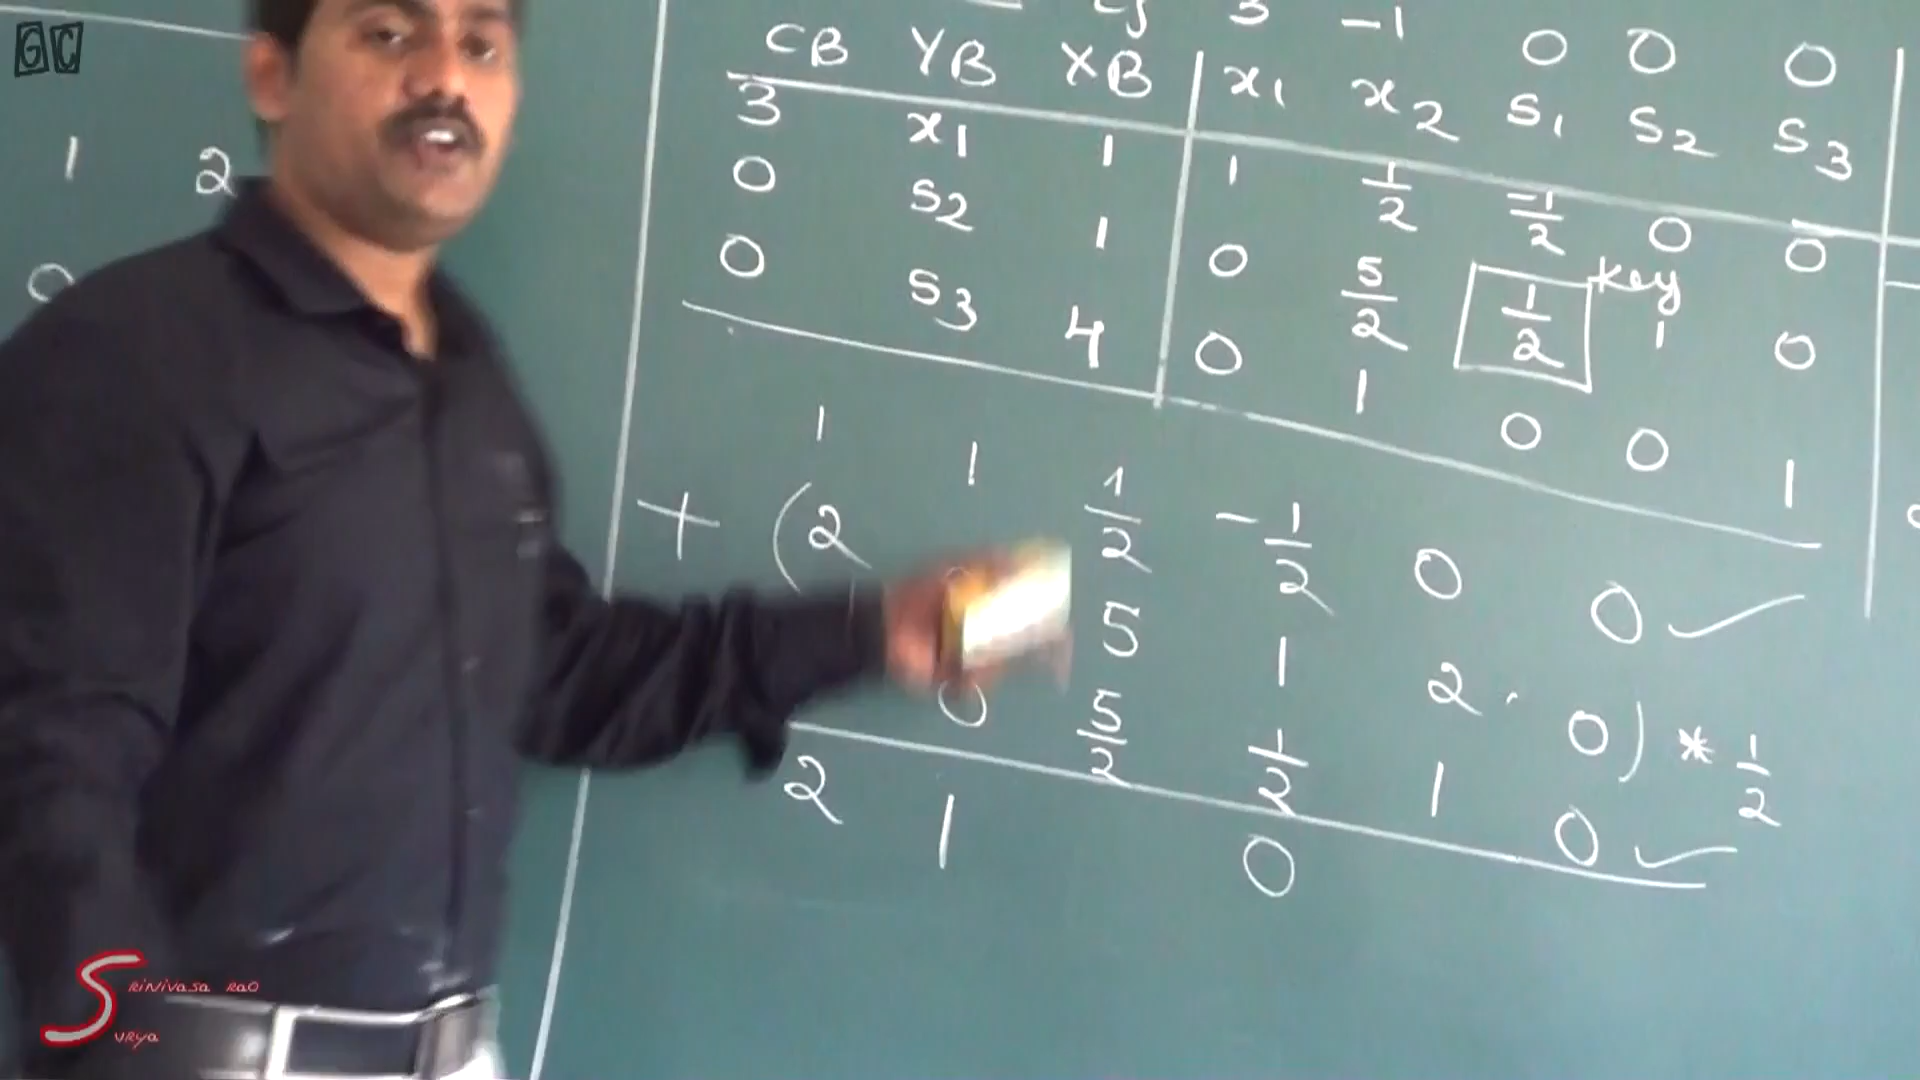 GC
Cj 3 -1 0 0 0
CB YB XB x1 x2 S1 S2 S3
3 x1 1 1 1/2 -1/2 0 0
0 S2 1 0 5/2 1/2 key 1 0
0 S3 4 0 1 0 0 1
1 2
0
1 1 1/2 -1/2 0 0 ✓
+ (2 5 1 2 0) * 1/2
0 5/2 1/2 1 0 ✓
2 1 0
SRiNiVaSa RaO
SURya